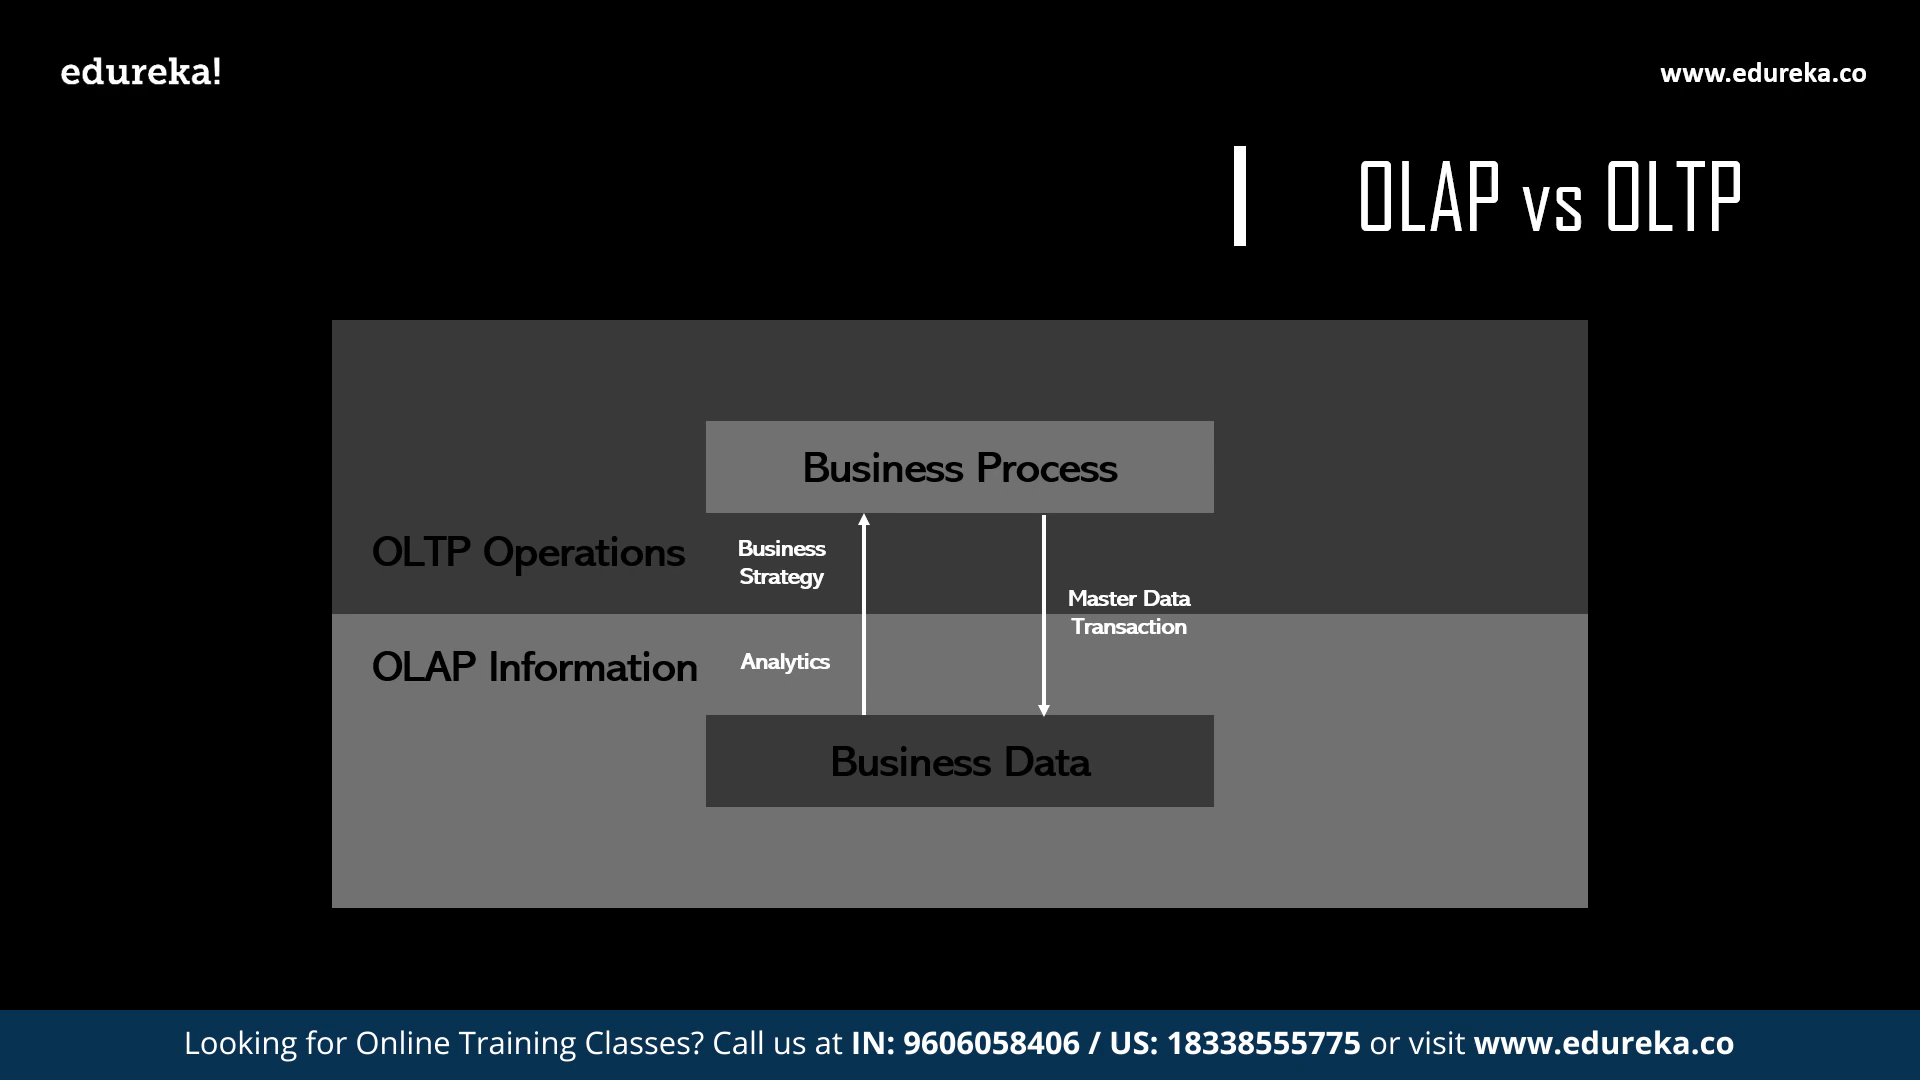 edureka!
www.edureka.co
OLAP vs OLTP
Business Process
OLTP Operations
Business
Strategy
Master Data
Transaction
OLAP Information
Analytics
Business Data
Looking for Online Training Classes? Call us at IN: 9606058406 / US: 18338555775 or visit www.edureka.co